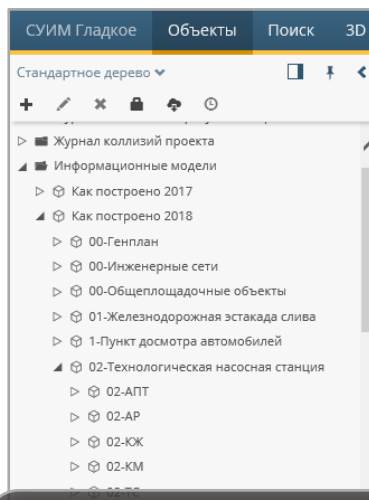 СУИМ Гладкое Объекты Поиск 3D
Стандартное дерево
Журнал коллизий проекта
Информационные модели
Как построено 2017
Как построено 2018
00-Генплан
00-Инженерные сети
00-Общеплощадочные объекты
01-Железнодорожная эстакада слива
1-Пункт досмотра автомобилей
02-Технологическая насосная станция
02-АПТ
02-АР
02-КЖ
02-КМ